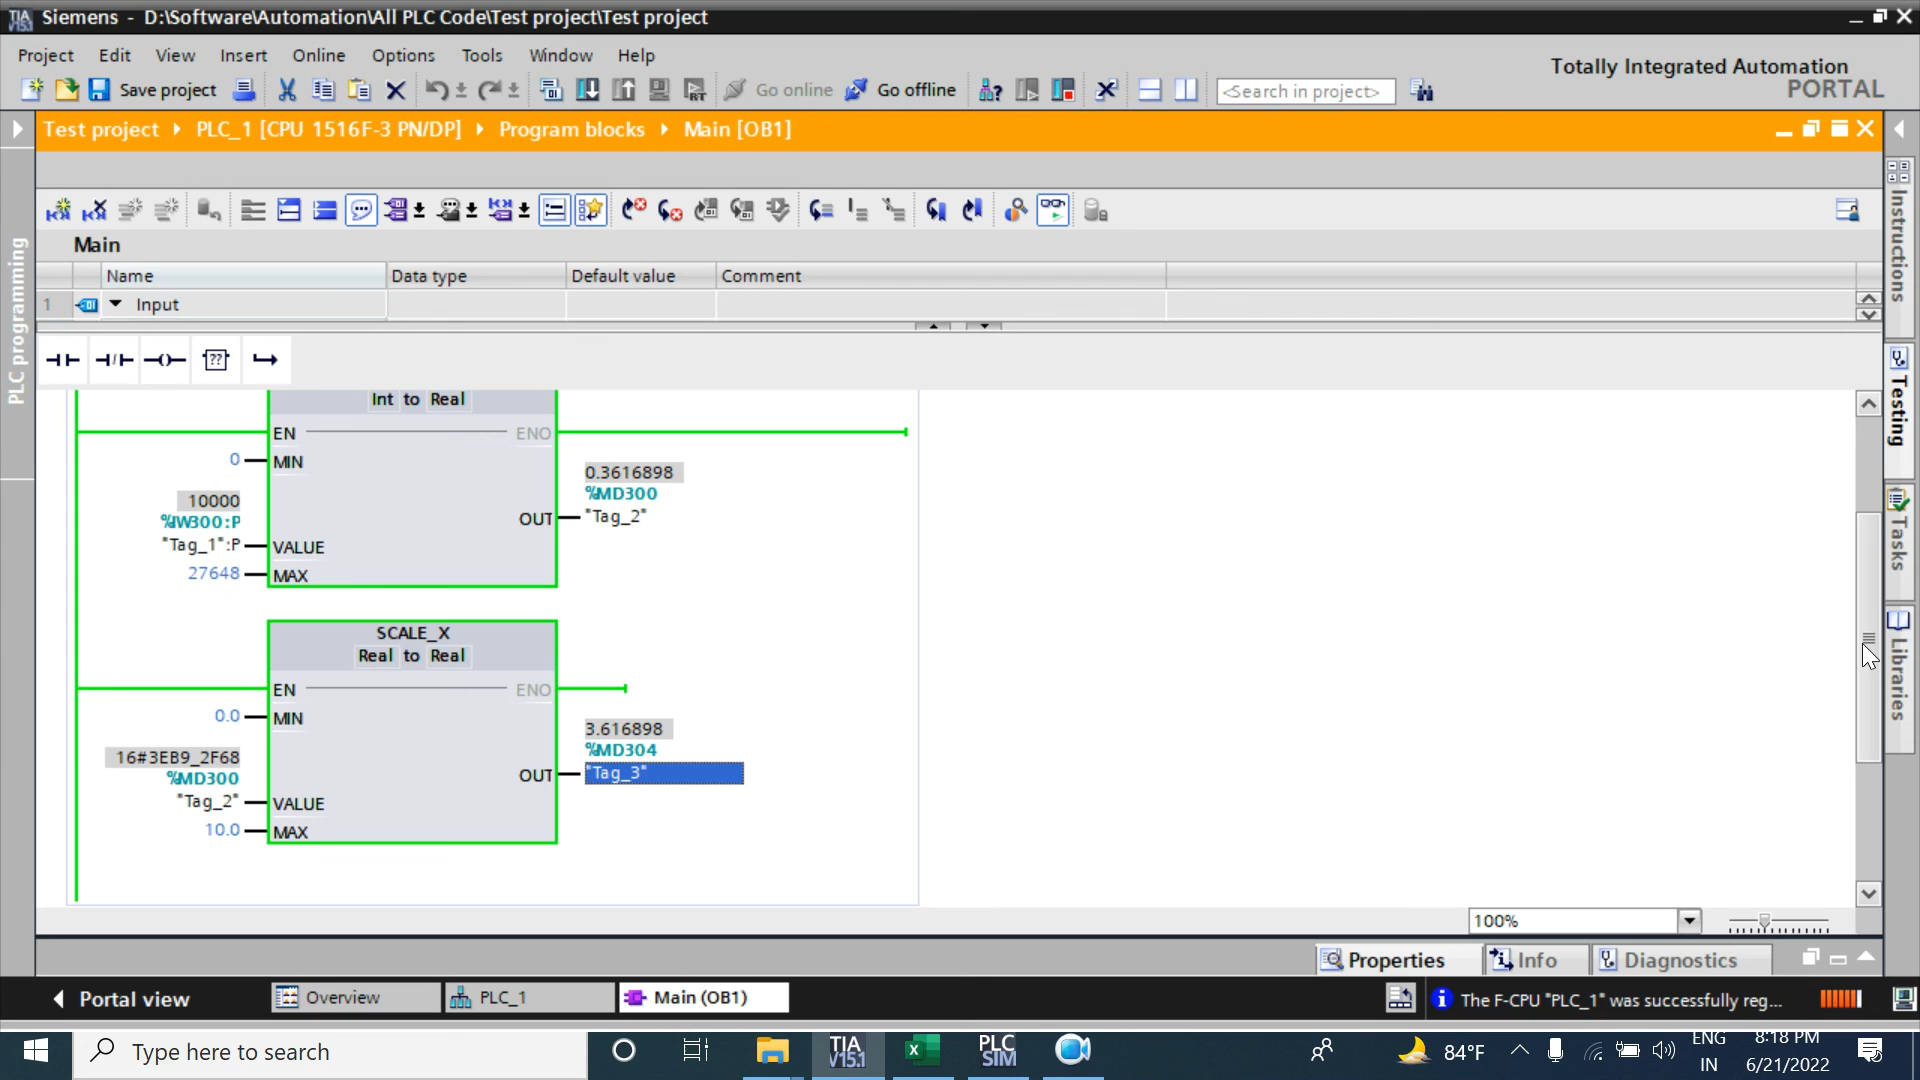 Siemens - D:\Software\Automation\All PLC Code\Test project\Test project
Project Edit View Insert Online Options Tools Window Help
Totally Integrated Automation
PORTAL
Save project Go online Go offline <Search in project>
Test project PLC_1 [CPU 1516F-3 PN/DP] Program blocks Main [OB1]
Main
Name Data type Default value Comment
1 Input
Int to Real
EN ENO
0 MIN
0.3616898
%MD300
"Tag_2"
OUT
10000
%IW300:P
"Tag_1":P VALUE
27648 MAX
SCALE_X
Real to Real
EN ENO
0.0 MIN
3.616898
%MD304
"Tag_3"
OUT
16#3EB9_2F68
%MD300
"Tag_2" VALUE
10.0 MAX
100%
Properties Info Diagnostics
Portal view Overview PLC_1 Main (OB1) The F-CPU "PLC_1" was successfully reg...
PLC programming
Instructions
Testing
Tasks
Libraries
Type here to search
TIA
V15.1
PLC
SIM
84°F
ENG
IN
8:18 PM
6/21/2022